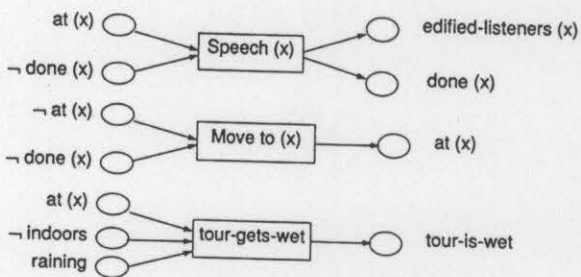 at (x)
Speech (x)
edified-listeners (x)
¬ done (x)
done (x)
¬ at (x)
Move to (x)
at (x)
¬ done (x)
at (x)
¬ indoors
tour-gets-wet
tour-is-wet
raining